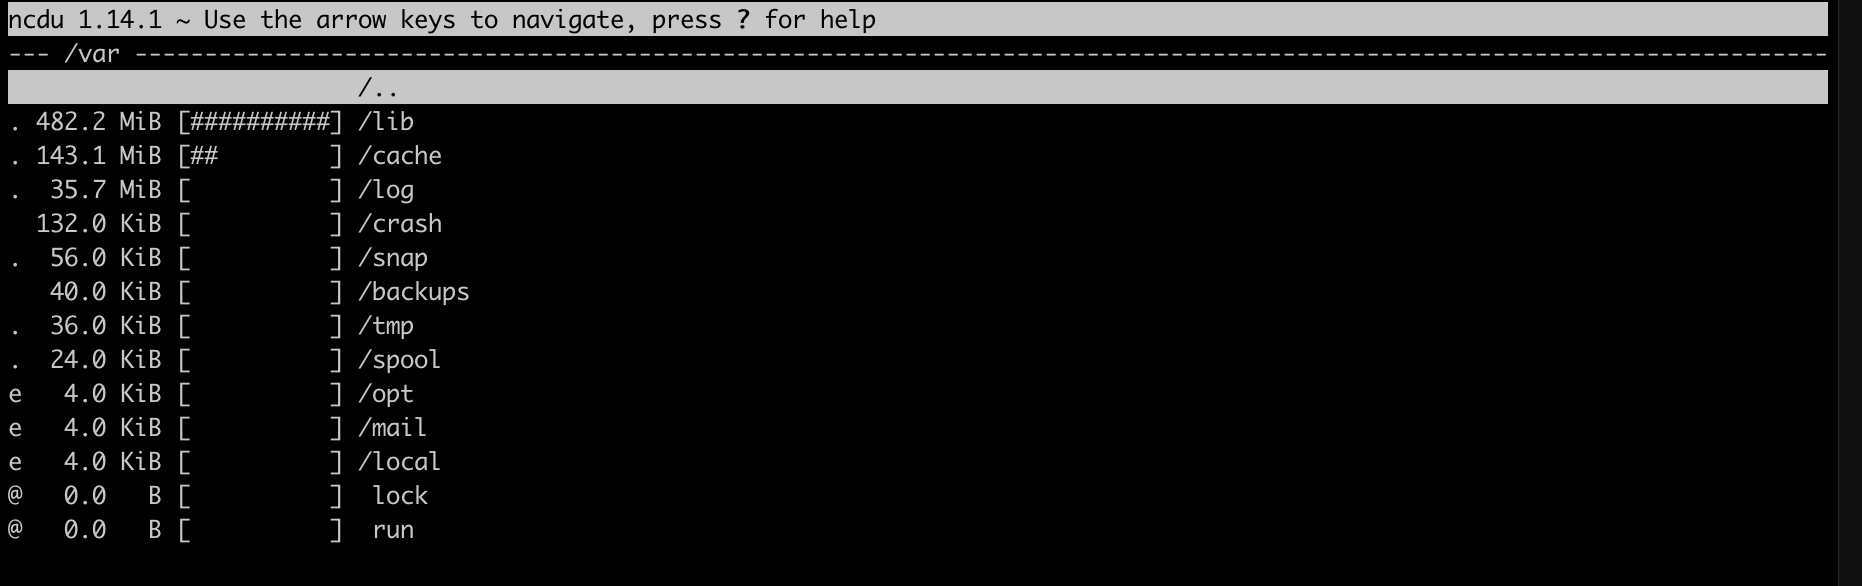 ncdu 1.14.1 ~ Use the arrow keys to navigate, press ? for help
--- /var -------------------------------------------------------------------------------------------------------------------------
                         /..
. 482.2 MiB [##########] /lib
. 143.1 MiB [##        ] /cache
.  35.7 MiB [          ] /log
  132.0 KiB [          ] /crash
.  56.0 KiB [          ] /snap
   40.0 KiB [          ] /backups
.  36.0 KiB [          ] /tmp
.  24.0 KiB [          ] /spool
e   4.0 KiB [          ] /opt
e   4.0 KiB [          ] /mail
e   4.0 KiB [          ] /local
@   0.0   B [          ]  lock
@   0.0   B [          ]  run